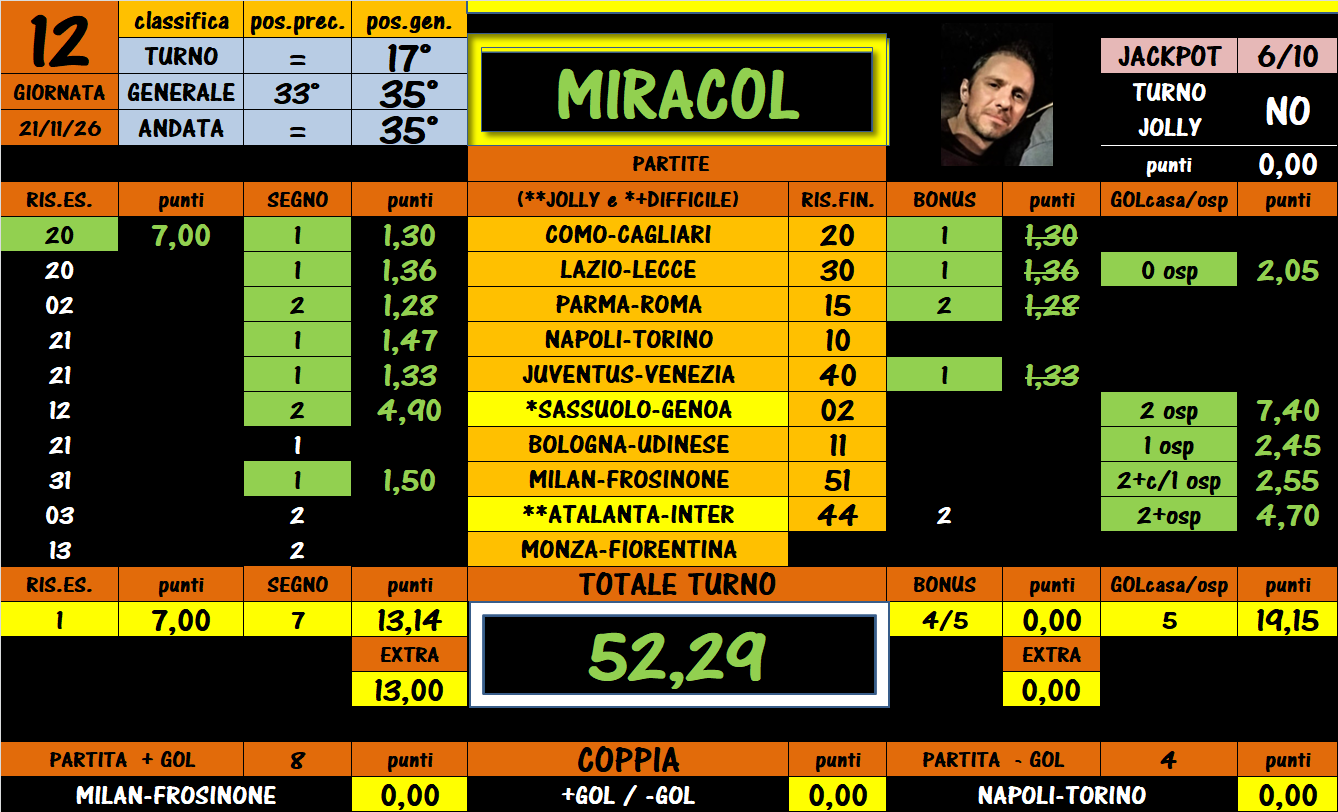 12 classifica pos.prec. pos.gen.
TURNO = 17°
GIORNATA GENERALE 33° 35°
21/11/26 ANDATA = 35°
MIRACOL
JACKPOT 6/10
TURNO JOLLY NO
punti 0,00
PARTITE
RIS.ES. punti SEGNO punti (**JOLLY e *+DIFFICILE) RIS.FIN. BONUS punti GOLcasa/osp punti
20 7,00 1 1,30 COMO-CAGLIARI 20 1 1,30
20 1 1,36 LAZIO-LECCE 30 1 1,36 0 osp 2,05
02 2 1,28 PARMA-ROMA 15 2 1,28
21 1 1,47 NAPOLI-TORINO 10
21 1 1,33 JUVENTUS-VENEZIA 40 1 1,33
12 2 4,90 *SASSUOLO-GENOA 02 2 osp 7,40
21 1 BOLOGNA-UDINESE 11 1 osp 2,45
31 1 1,50 MILAN-FROSINONE 51 2+c/1 osp 2,55
03 2 **ATALANTA-INTER 44 2 2+osp 4,70
13 2 MONZA-FIORENTINA
RIS.ES. punti SEGNO punti TOTALE TURNO BONUS punti GOLcasa/osp punti
1 7,00 7 13,14 52,29 4/5 0,00 5 19,15
EXTRA EXTRA
13,00 0,00
PARTITA + GOL 8 punti COPPIA punti PARTITA - GOL 4 punti
MILAN-FROSINONE 0,00 +GOL / -GOL 0,00 NAPOLI-TORINO 0,00